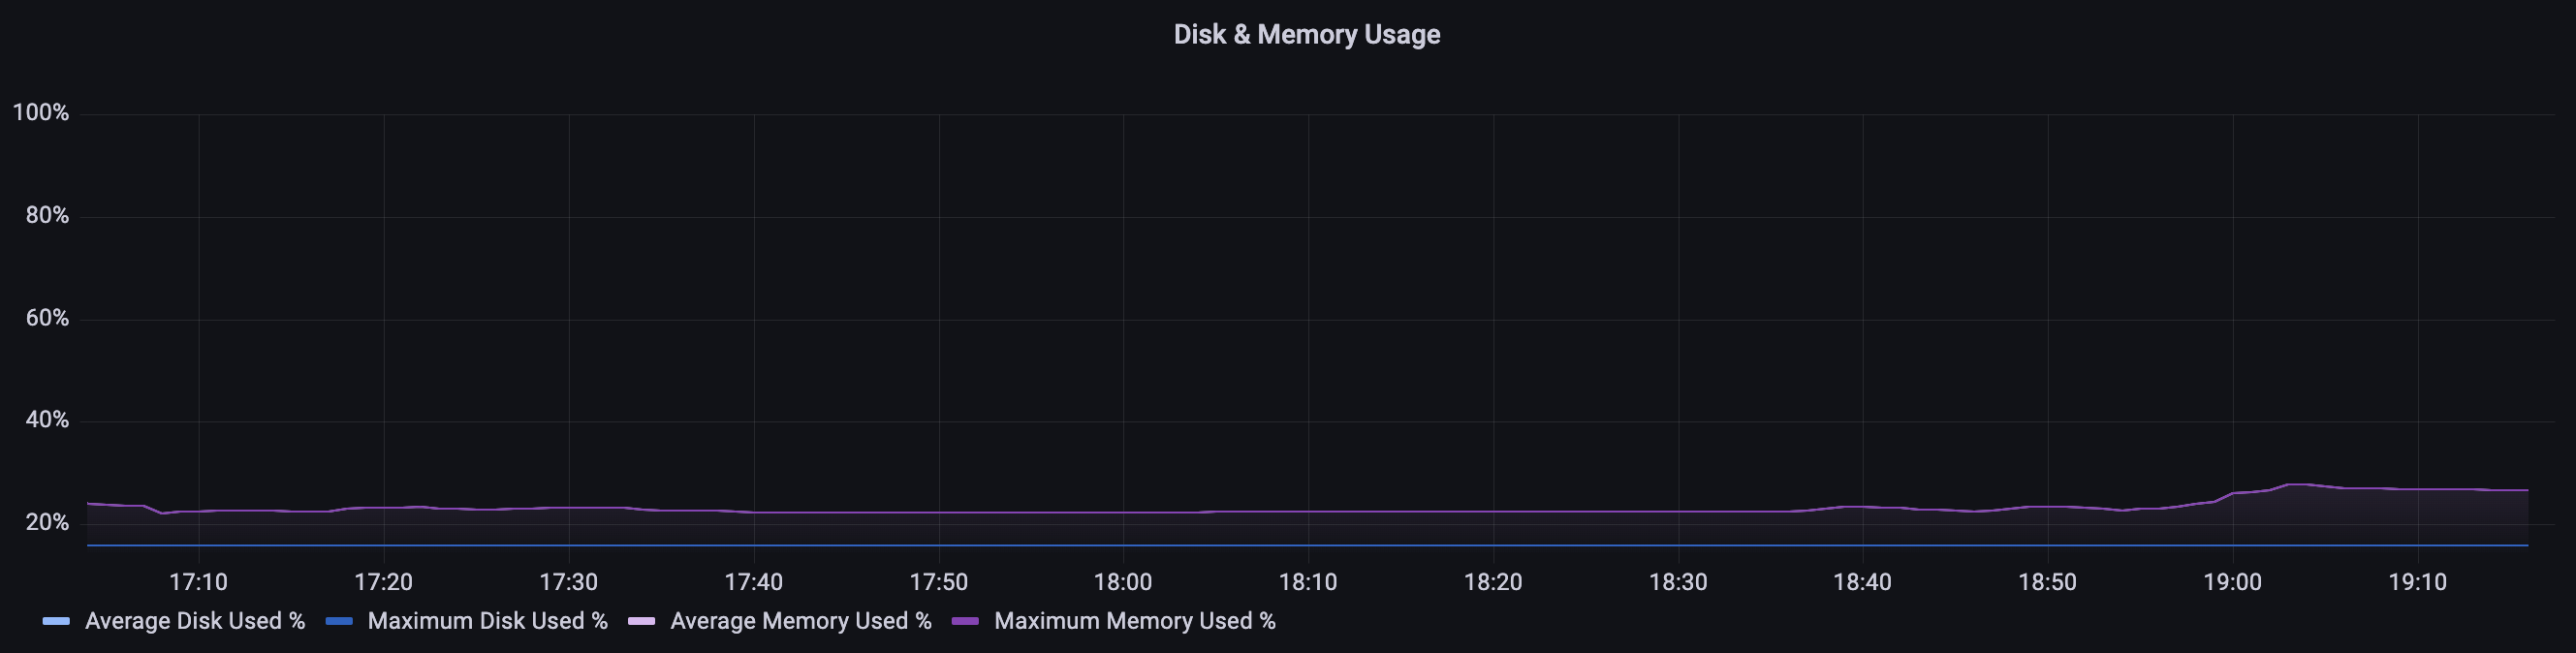 Disk & Memory Usage
100%
80%
60%
40%
20%
17:10 17:20 17:30 17:40 17:50 18:00 18:10 18:20 18:30 18:40 18:50 19:00 19:10
Average Disk Used % Maximum Disk Used % Average Memory Used % Maximum Memory Used %